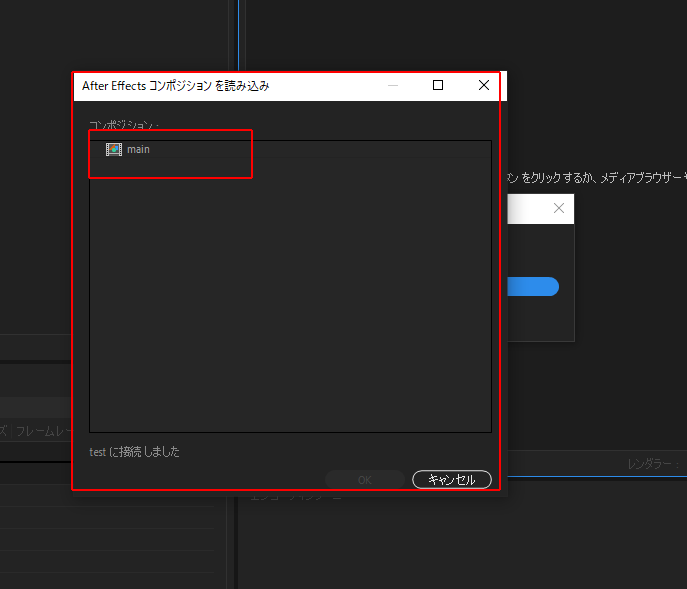 After Effects コンポジション を読み込み
コンポジション :
main
ン をクリックするか、メディアブラウザーや
ズ フレームレー
test に接続 しました
レンダラー :
OK
キャンセル